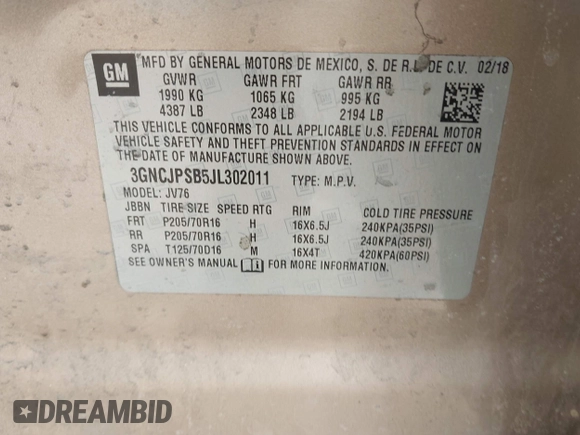 GM
MFD BY GENERAL MOTORS DE MEXICO, S. DE R.L. DE C.V. 02/18
GVWR GAWR FRT GAWR RR
1990 KG 1065 KG 995 KG
4387 LB 2348 LB 2194 LB
THIS VEHICLE CONFORMS TO ALL APPLICABLE U.S. FEDERAL MOTOR
VEHICLE SAFETY AND THEFT PREVENTION STANDARDS IN EFFECT ON
THE DATE OF MANUFACTURE SHOWN ABOVE.
3GNCJPSB5JL302011 TYPE: M.P.V.
MODEL: JV76
JBBN TIRE SIZE SPEED RTG RIM COLD TIRE PRESSURE
FRT P205/70R16 H 16X6.5J 240KPA(35PSI)
RR P205/70R16 H 16X6.5J 240KPA(35PSI)
SPA T125/70D16 M 16X4T 420KPA(60PSI)
SEE OWNER'S MANUAL FOR MORE INFORMATION.
DREAMBID